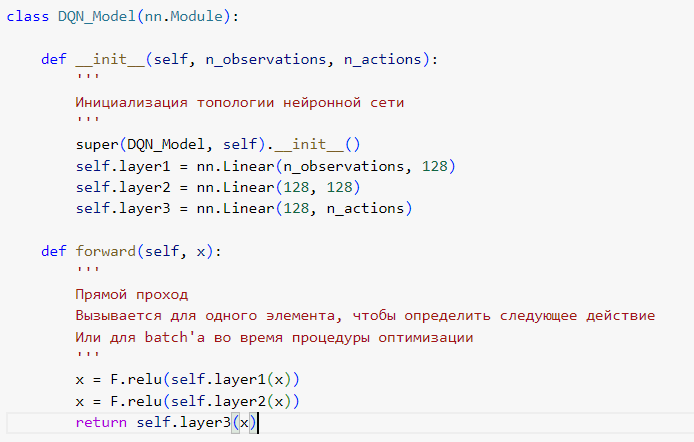 class DQN_Model(nn.Module):
    def __init__(self, n_observations, n_actions):
        '''
        Инициализация топологии нейронной сети
        '''
        super(DQN_Model, self).__init__()
        self.layer1 = nn.Linear(n_observations, 128)
        self.layer2 = nn.Linear(128, 128)
        self.layer3 = nn.Linear(128, n_actions)
    def forward(self, x):
        '''
        Прямой проход
        Вызывается для одного элемента, чтобы определить следующее действие
        Или для batch'а во время процедуры оптимизации
        '''
        x = F.relu(self.layer1(x))
        x = F.relu(self.layer2(x))
        return self.layer3(x)